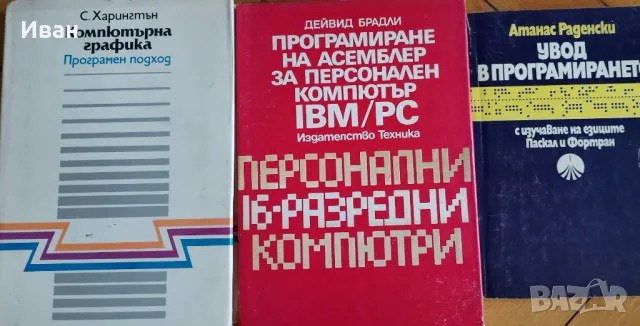 Иван
С. Харингтън
Компютърна
графика
Програмен подход
ДЕЙВИД БРАДЛИ
ПРОГРАМИРАНЕ
НА АСЕМБЛЕР
ЗА ПЕРСОНАЛЕН
КОМПЮТЪР
IBM/PC
Издателство Техника
ПЕРСОНАЛНИ
16-РАЗРЕДНИ
КОМПЮТРИ
Атанас Раденски
УВОД
В ПРОГРАМИРАНЕТО
с изучаване на езиците
Паскал и Фортран
BAZAR